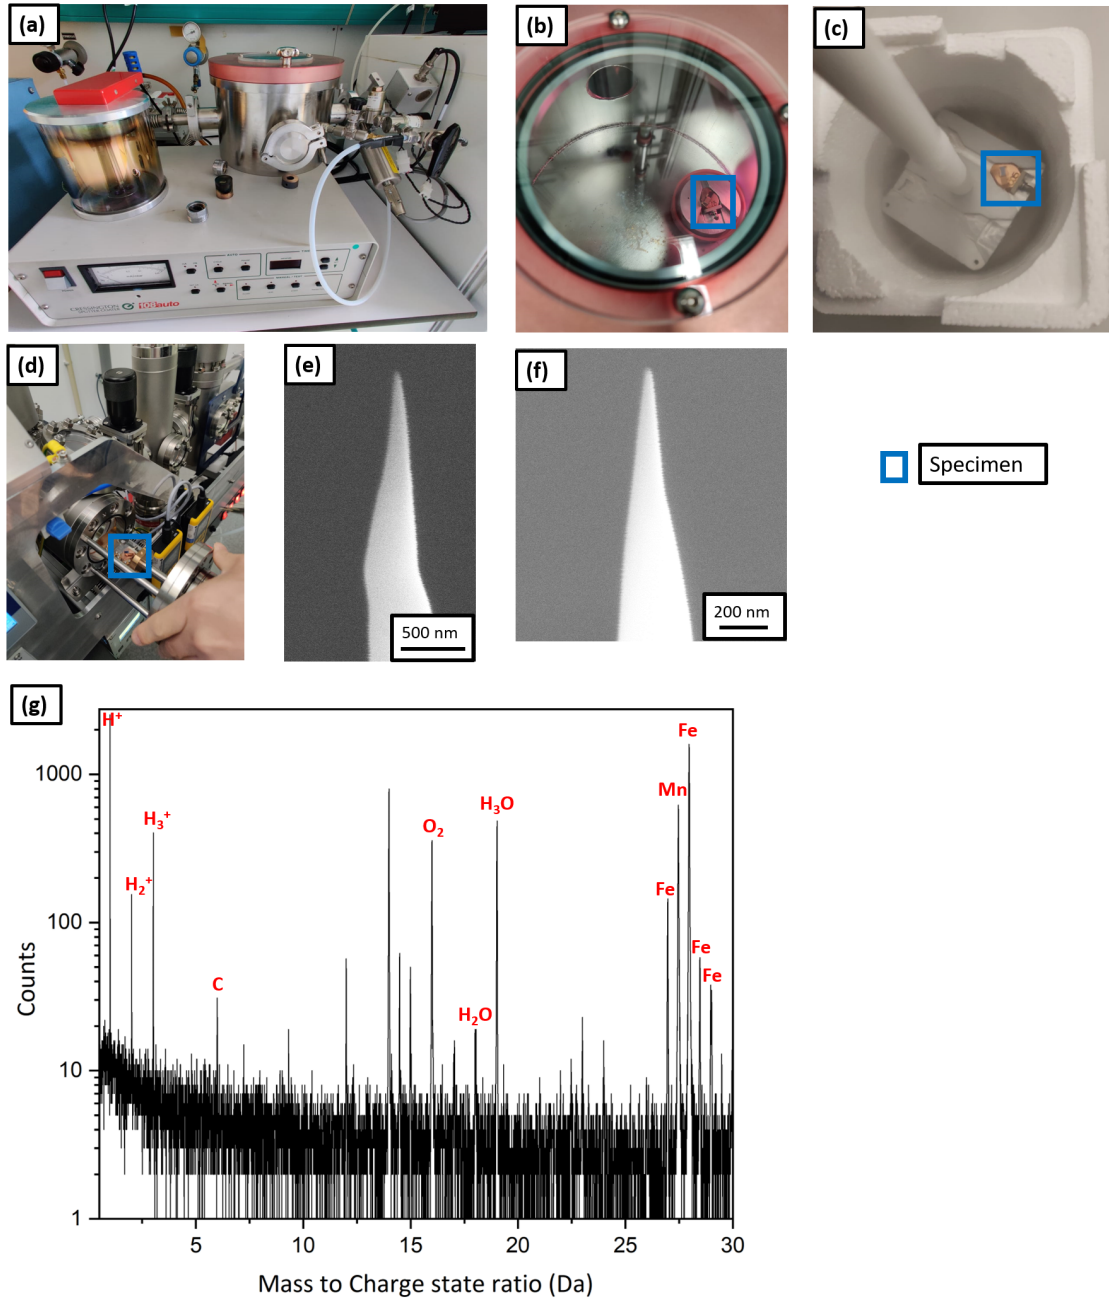 (a)
(b)
(c)
106auto
(d)
(e)
(f)
500 nm
200 nm
Specimen
(g)
H+
H3+
H2+
C
O2
H3O
H2O
Fe
Mn
Fe
Fe
Fe
1000
100
10
1
5
10
15
20
25
30
Counts
Mass to Charge state ratio (Da)